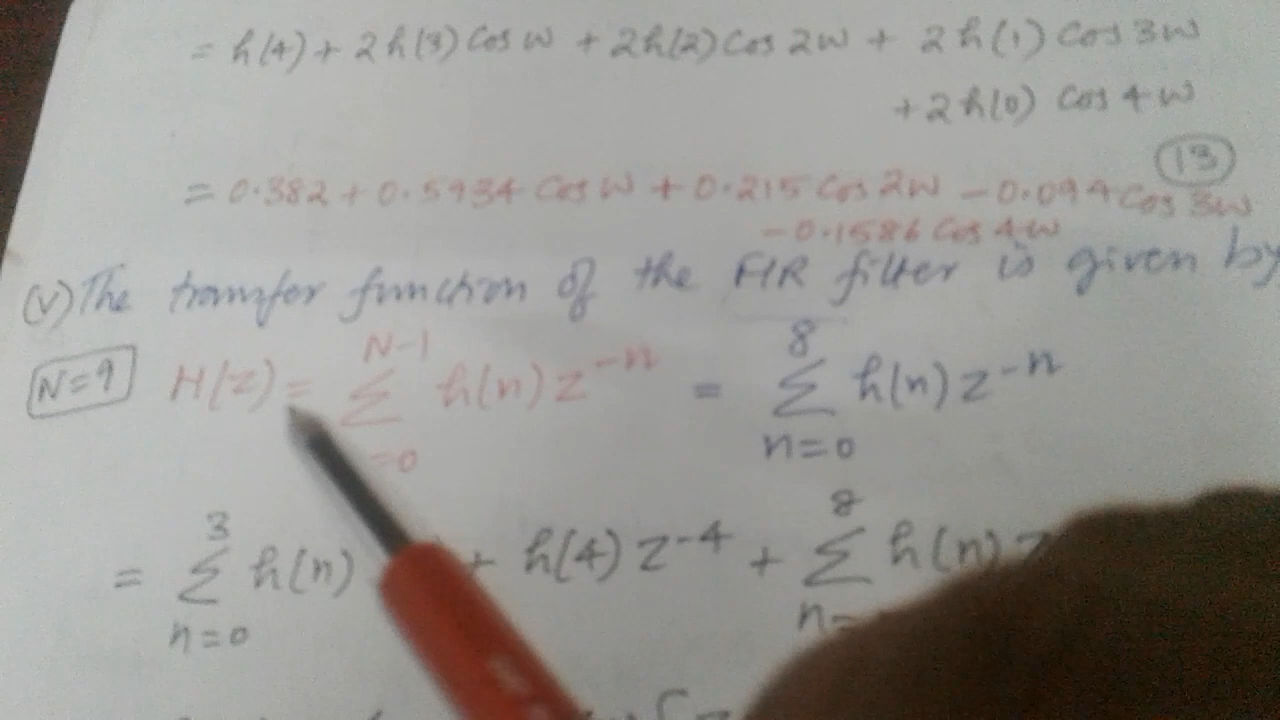 = h(4) + 2h(3) Cos w + 2h(2) Cos 2w + 2h(1) Cos 3w
+ 2h(0) Cos 4w
(13)
= 0.382 + 0.5934 Cos w + 0.215 Cos 2w - 0.094 Cos 3w
- 0.1586 Cos 4w
(V) The transfer function of the FIR filter is given by
N=9 H(z) = N-1 Σ =0 h(n) z^-n = 8 Σ n=0 h(n) z^-n
= 3 Σ n=0 h(n) + h(4) z^-4 + 8 Σ n= h(n) z